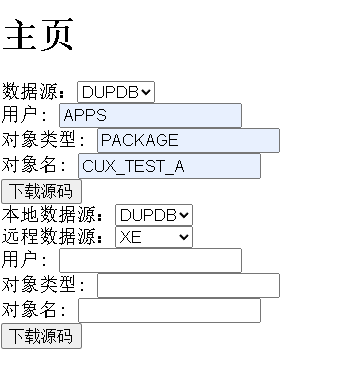 主页
数据源：DUPDB
用户：APPS
对象类型：PACKAGE
对象名：CUX_TEST_A
下载源码
本地数据源：DUPDB
远程数据源：XE
用户：
对象类型：
对象名：
下载源码